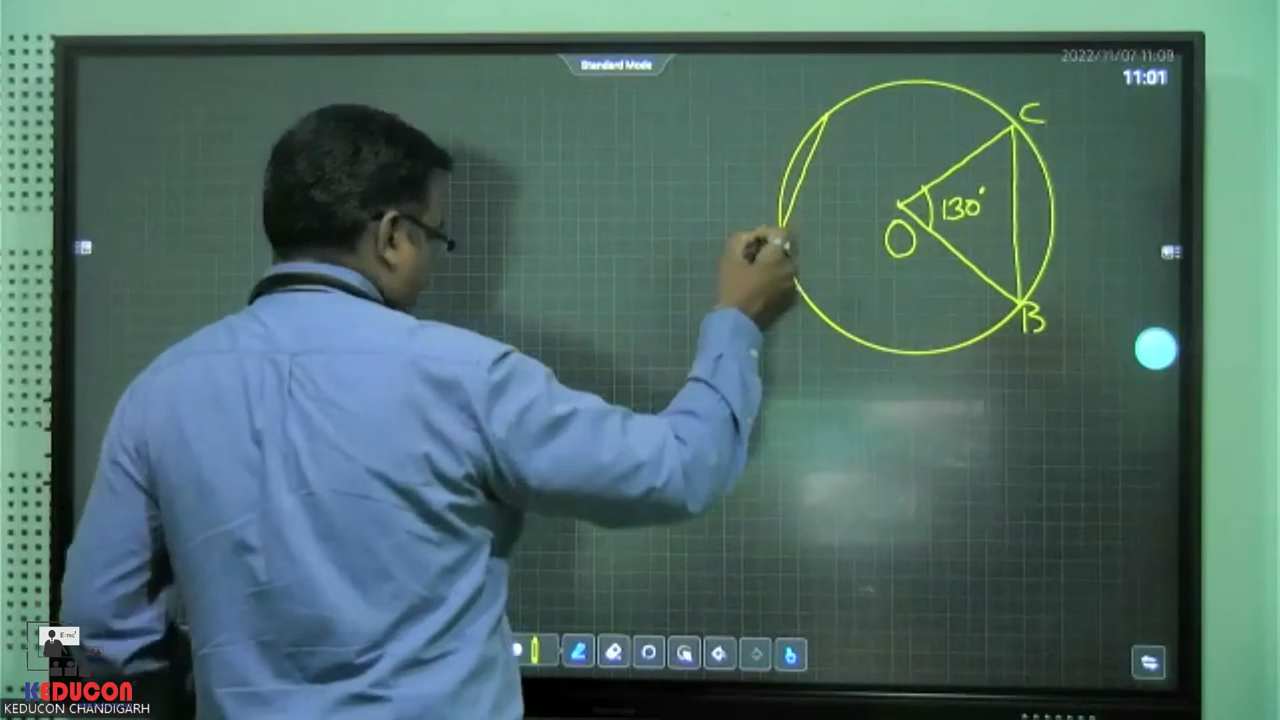 Standard Mode
2022/11/07 11:09
11:01
C
130°
O
B
KEDUCON
KEDUCON CHANDIGARH